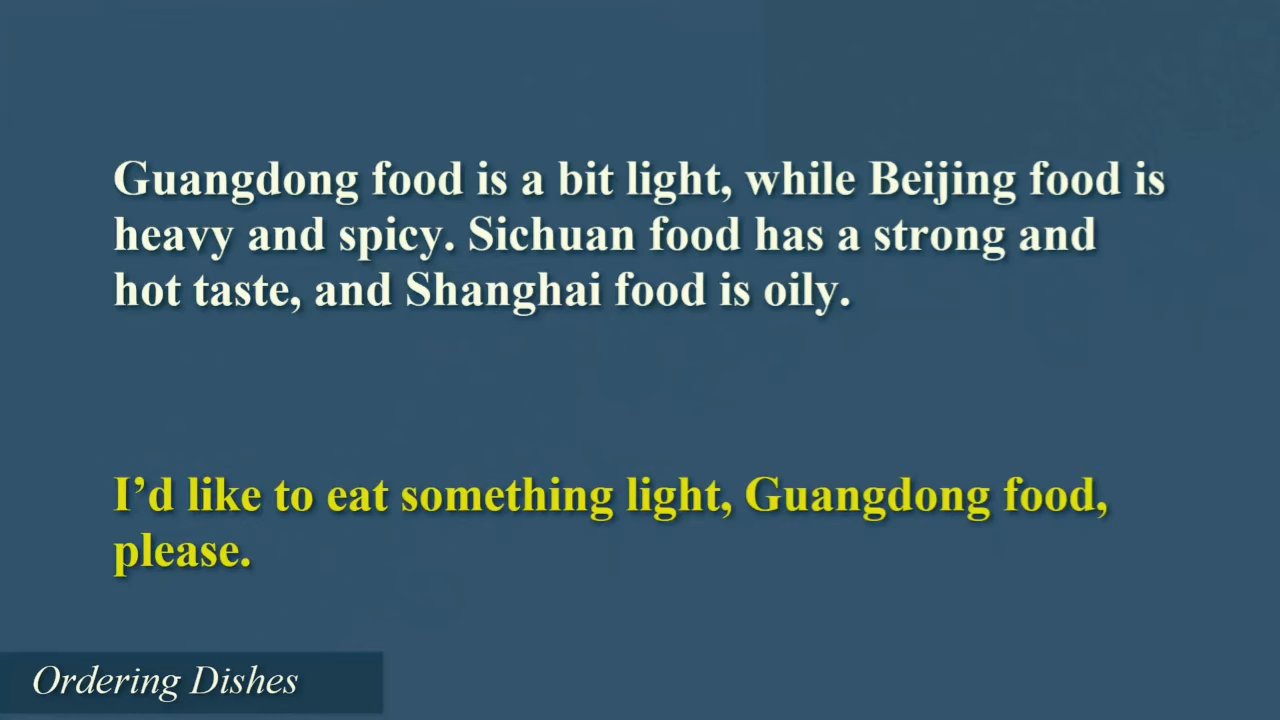 Guangdong food is a bit light, while Beijing food is
heavy and spicy. Sichuan food has a strong and
hot taste, and Shanghai food is oily.
I’d like to eat something light, Guangdong food,
please.
Ordering Dishes